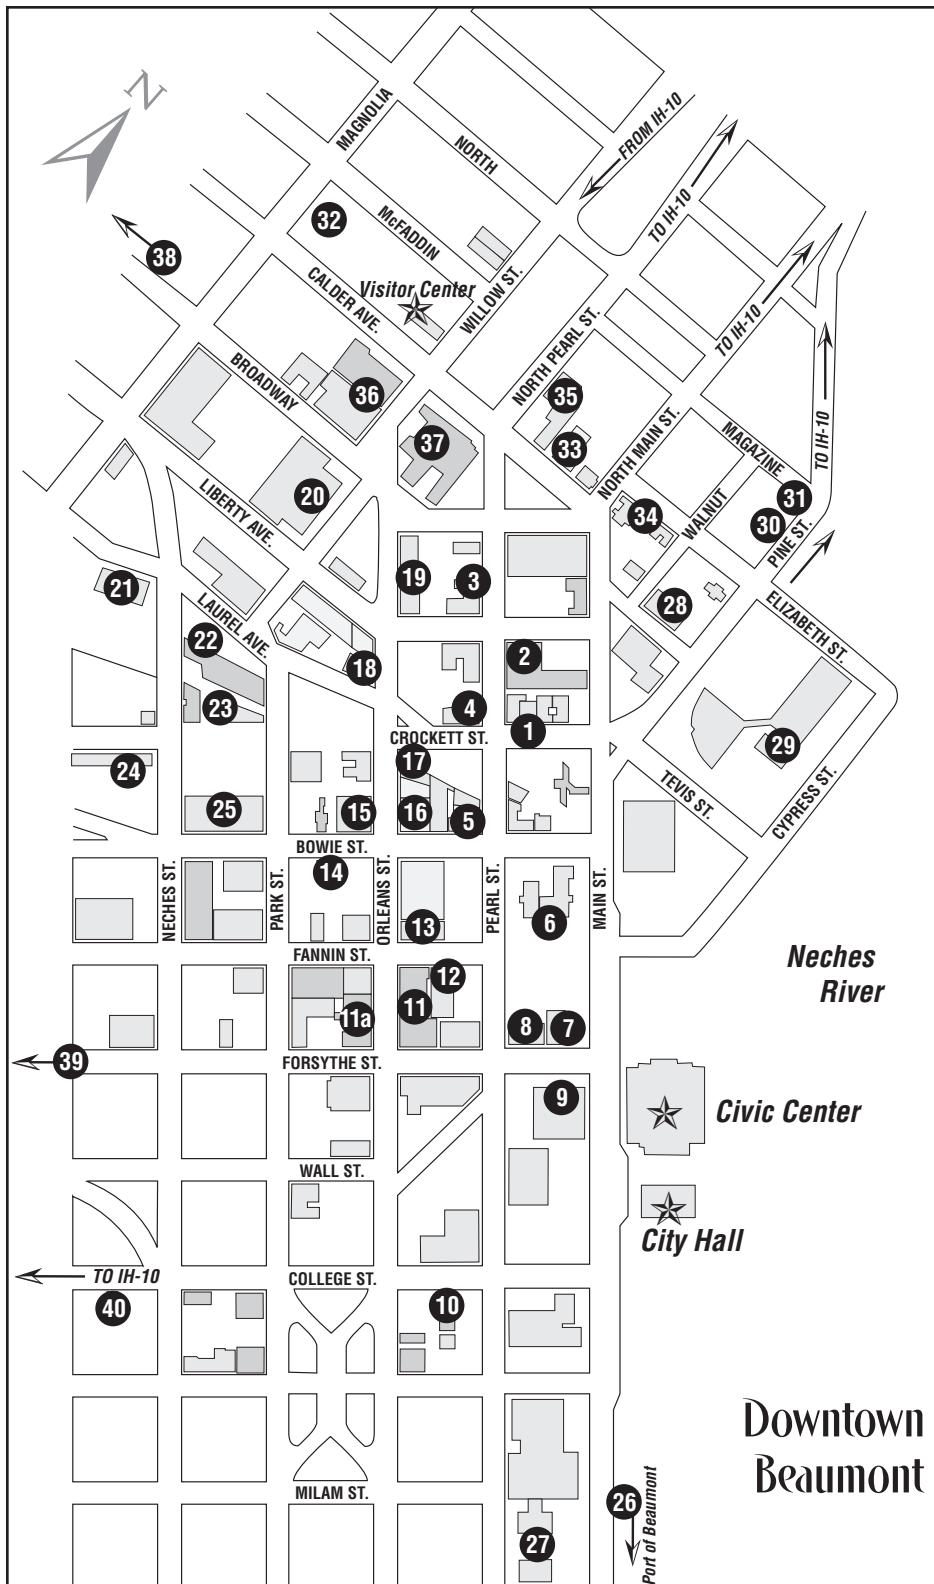 N
MAGNOLIA
NORTH
FROM IH-10
TO IH-10
McFADDIN
32
38
CALDER AVE.
Visitor Center
WILLOW ST.
TO IH-10
NORTH PEARL ST.
BROADWAY
36
35
37
33
NORTH MAIN ST.
MAGAZINE
TO IH-10
20
LIBERTY AVE.
34
WALNUT
31
30
PINE ST.
19
3
21
28
ELIZABETH ST.
LAUREL AVE.
22
18
2
23
4
1
CROCKETT ST.
29
17
24
TEVIS ST.
CYPRESS ST.
25
15
16
5
BOWIE ST.
14
NECHES ST.
PARK ST.
ORLEANS ST.
PEARL ST.
MAIN ST.
13
6
FANNIN ST.
Neches
River
12
11
11a
8
7
39
FORSYTHE ST.
9
Civic Center
WALL ST.
City Hall
TO IH-10
COLLEGE ST.
40
10
Downtown
Beaumont
MILAM ST.
26
Port of Beaumont
27